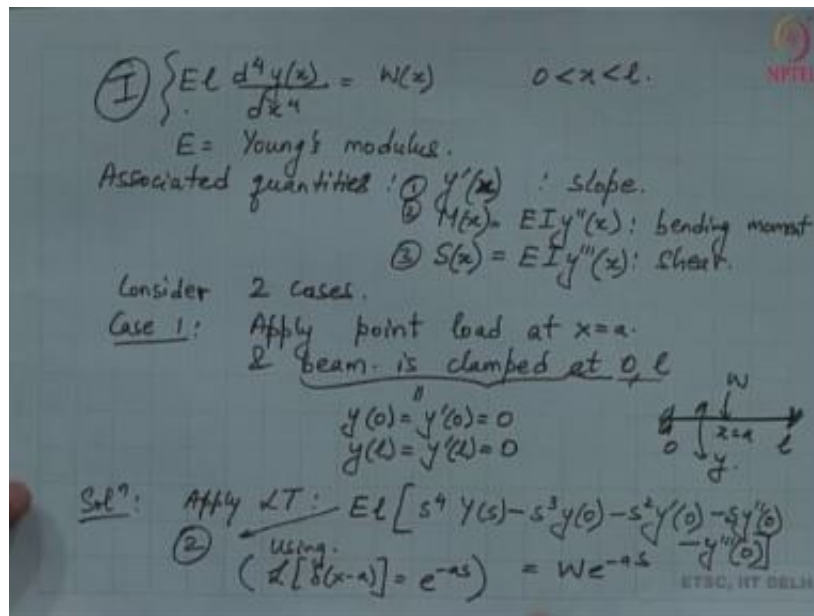 NPTEL
Ⓘ { El d⁴y(x)/dx⁴ = W(x) 0 < x < l.
E = Young's modulus.
Associated quantities : ① y'(x) : slope.
② M(x) = EIy''(x) : bending moment
③ S(x) = EIy'''(x) : shear.
Consider 2 cases.
Case 1 : Apply point load at x = a.
& beam is clamped at 0, l
y(0) = y'(0) = 0
y(l) = y'(l) = 0
W
0 x=a l
y.
Solⁿ: Apply LT : El [ s⁴ Y(s) - s³y(0) - s²y'(0) - sy''(0)
- y'''(0)]
② using.
( L[δ(x-a)] = e^-as ) = We^-as
ETSC, IIT DELHI